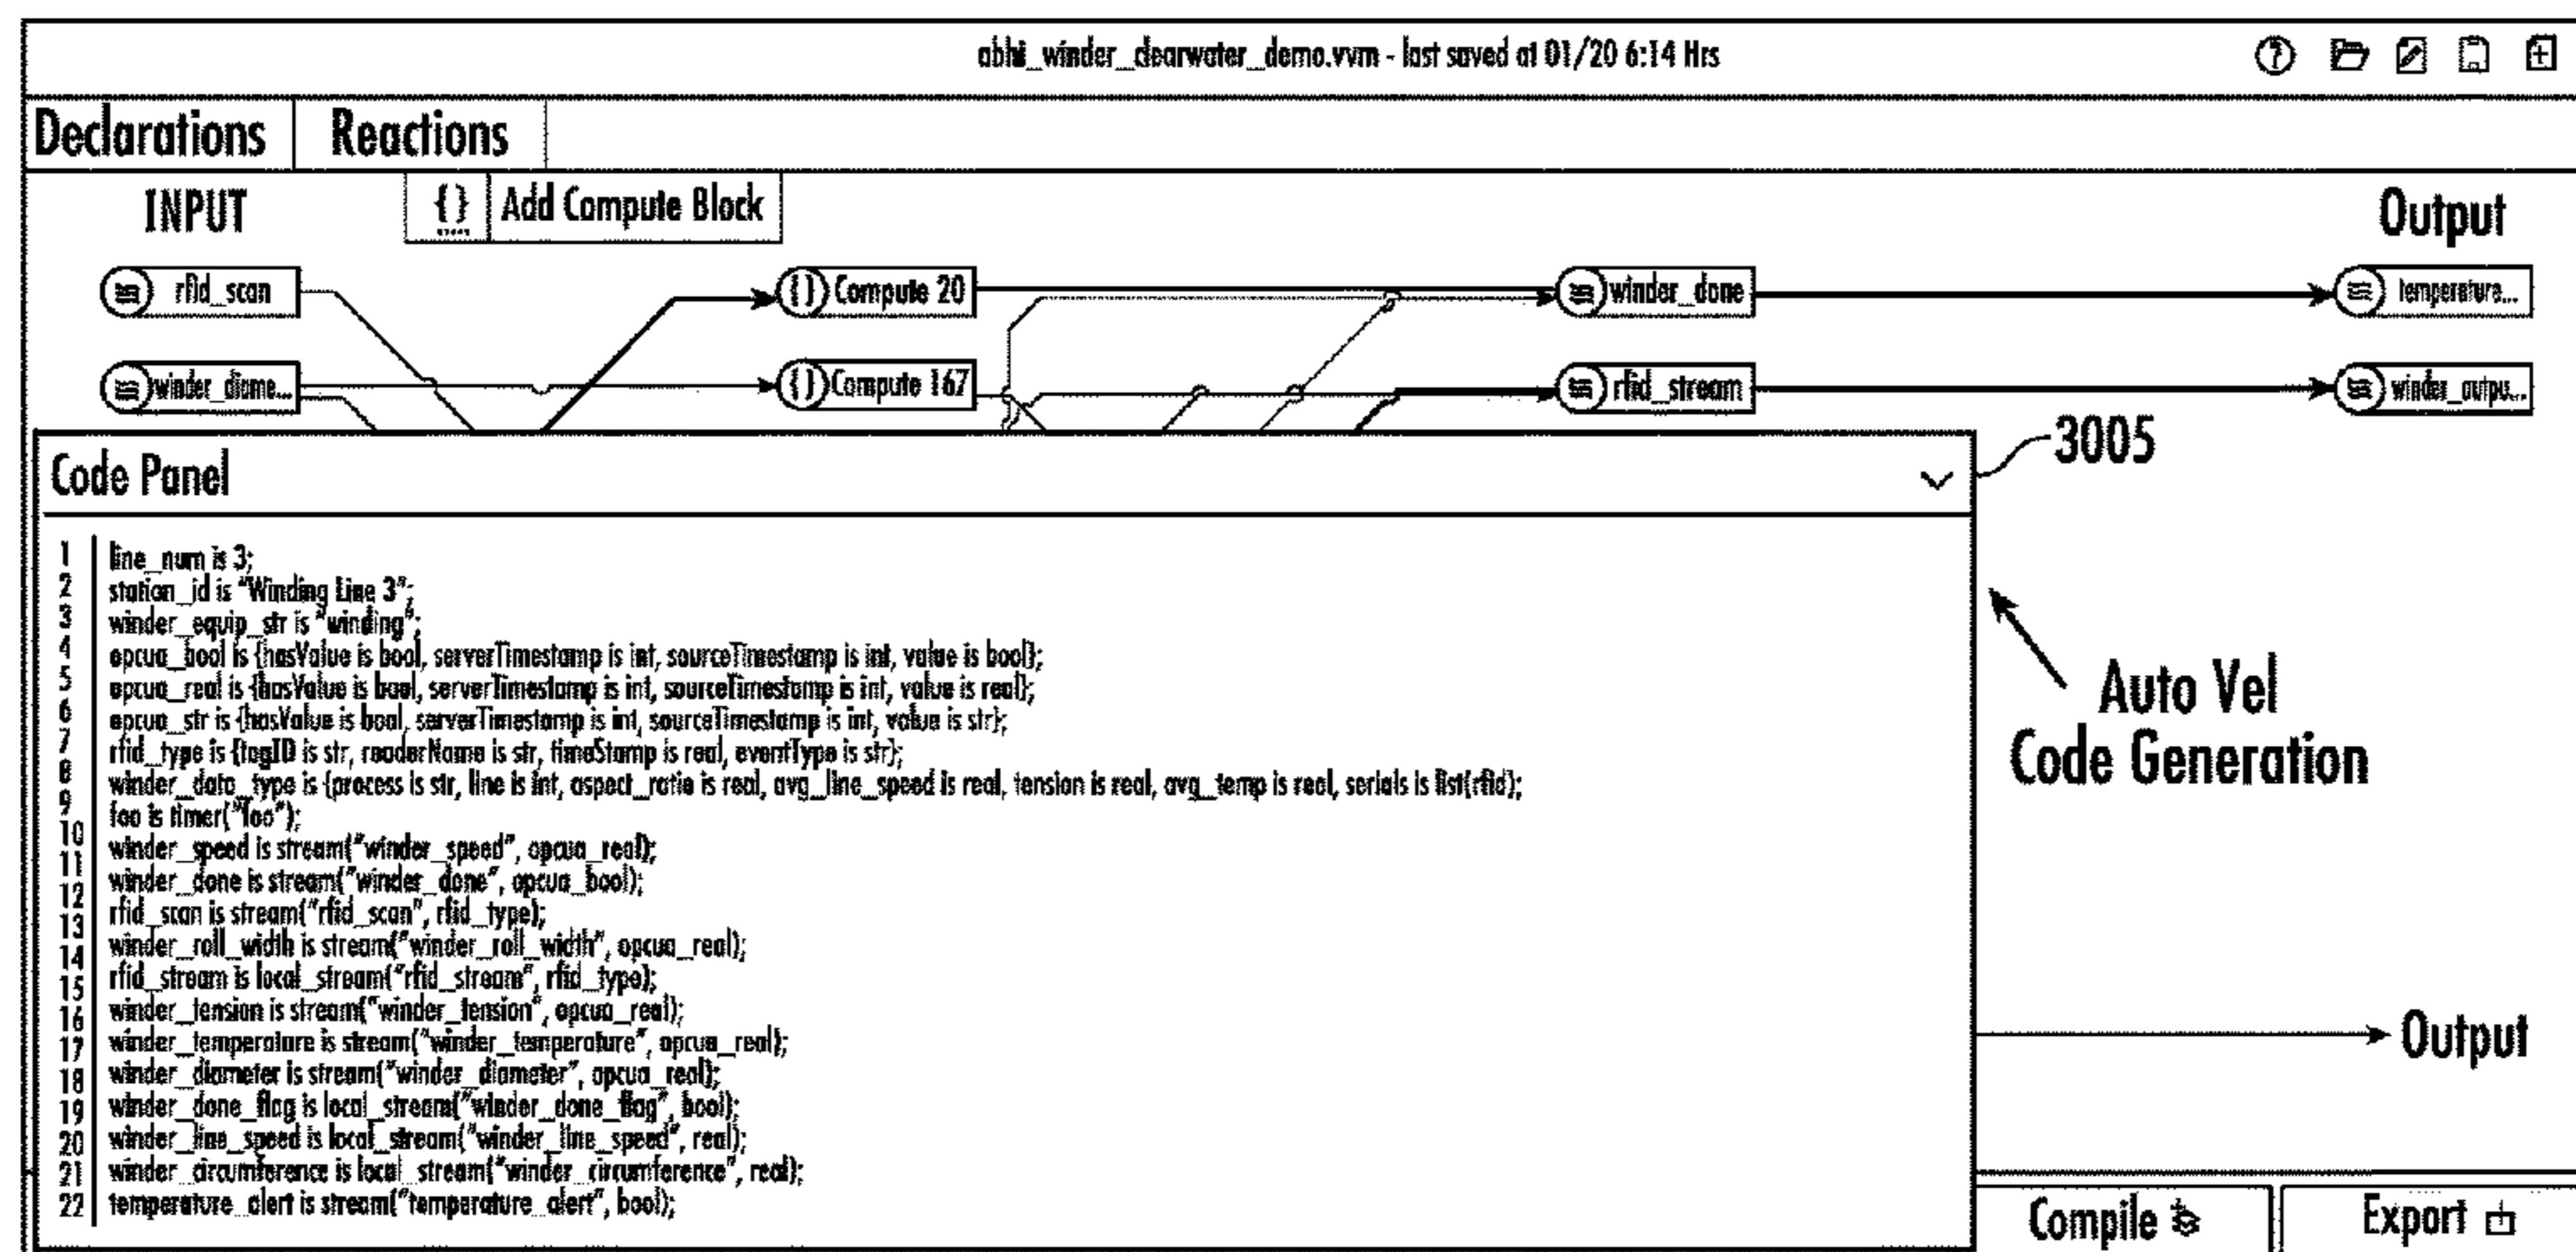 abhi_winder_clearwater_demo.vvm - last saved at 01/20 6:14 Hrs
Declarations Reactions
INPUT {} Add Compute Block Output
rfid_scan {} Compute 20 winder_done temperature...
winder_diame... {} Compute 167 rfid_stream winder_outpu...
3005
Code Panel
1 line_num is 3;
2 station_id is "Winding Line 3";
3 winder_equip_str is "winding";
4 opcua_bool is {hasValue is bool, serverTimestamp is int, sourceTimestamp is int, value is bool};
5 opcua_real is {hasValue is bool, serverTimestamp is int, sourceTimestamp is int, value is real};
6 opcua_str is {hasValue is bool, serverTimestamp is int, sourceTimestamp is int, value is str};
7 rfid_type is {tagID is str, readerName is str, timeStamp is real, eventType is str};
8 winder_data_type is {process is str, line is int, aspect_ratio is real, avg_line_speed is real, tension is real, avg_temp is real, serials is list(rfid);
9 foo is timer("foo");
10 winder_speed is stream("winder_speed", opcua_real);
11 winder_done is stream("winder_done", opcua_bool);
12 rfid_scan is stream("rfid_scan", rfid_type);
13 winder_roll_width is stream("winder_roll_width", opcua_real);
14 rfid_stream is local_stream("rfid_stream", rfid_type);
15 winder_tension is stream("winder_tension", opcua_real);
16 winder_temperature is stream("winder_temperature", opcua_real);
17 winder_diameter is stream("winder_diameter", opcua_real);
18 winder_done_flag is local_stream("winder_done_flag", bool);
19 winder_line_speed is local_stream("winder_line_speed", real);
20 winder_circumference is local_stream("winder_circumference", real);
21 temperature_alert is stream("temperature_alert", bool);
22
Auto Vel
Code Generation
Output
Compile Export